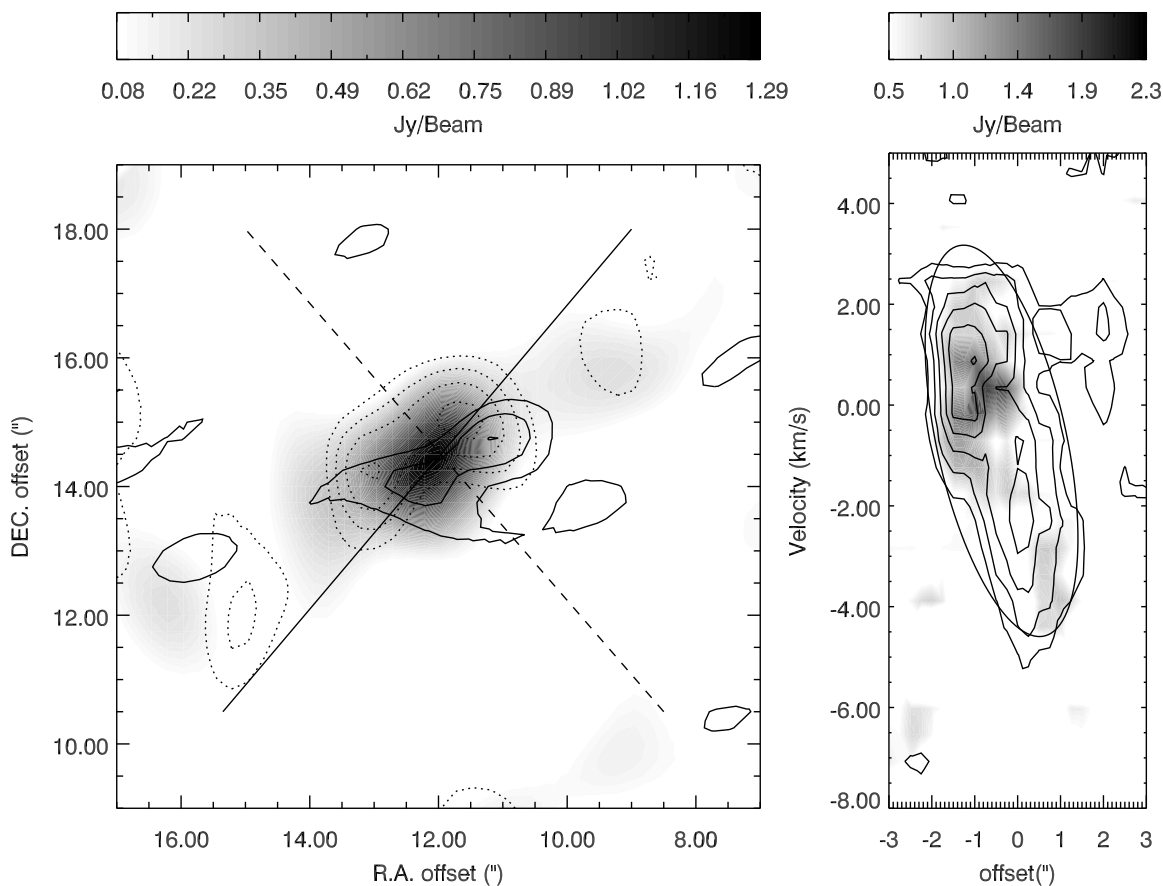 0.08 0.22 0.35 0.49 0.62 0.75 0.89 1.02 1.16 1.29
Jy/Beam
0.5 1.0 1.4 1.9 2.3
Jy/Beam
18.00
16.00
14.00
12.00
10.00
DEC. offset (")
16.00 14.00 12.00 10.00 8.00
R.A. offset (")
4.00
2.00
0.00
-2.00
-4.00
-6.00
-8.00
Velocity (km/s)
-3 -2 -1 0 1 2 3
offset(")